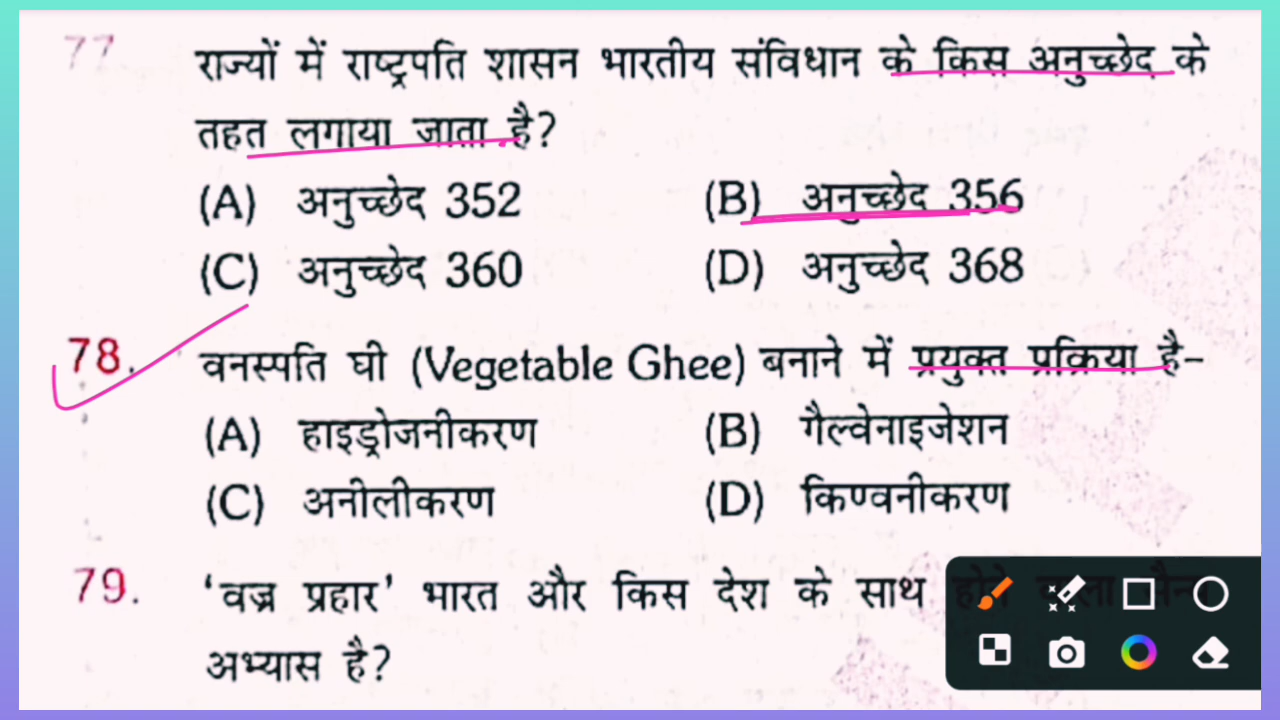 77
राज्यों में राष्ट्रपति शासन भारतीय संविधान के किस अनुच्छेद के
तहत लगाया जाता है?
(A) अनुच्छेद 352 (B) अनुच्छेद 356
(C) अनुच्छेद 360 (D) अनुच्छेद 368
78. वनस्पति घी (Vegetable Ghee) बनाने में प्रयुक्त प्रक्रिया है–
(A) हाइड्रोजनीकरण (B) गैल्वेनाइजेशन
(C) अनीलीकरण (D) किण्वनीकरण
79. ‘वज्र प्रहार’ भारत और किस देश के साथ होने वाला सैन्य
अभ्यास है?